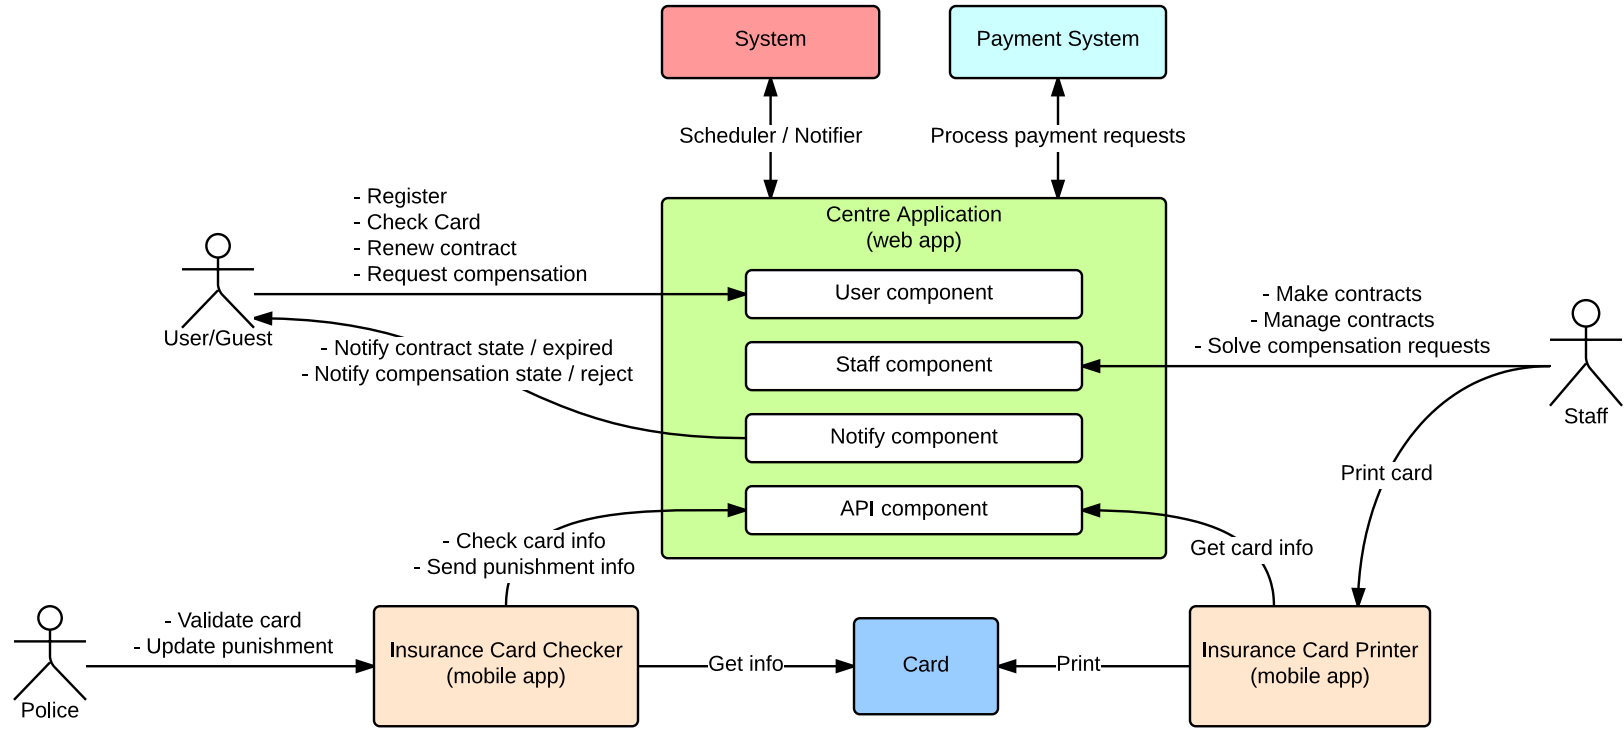 System
Payment System
Scheduler / Notifier
Process payment requests
- Register
- Check Card
- Renew contract
- Request compensation
Centre Application
(web app)
User component
Staff component
Notify component
API component
User/Guest
- Notify contract state / expired
- Notify compensation state / reject
- Make contracts
- Manage contracts
- Solve compensation requests
Staff
Print card
- Check card info
- Send punishment info
Get card info
- Validate card
- Update punishment
Police
Insurance Card Checker
(mobile app)
Get info
Card
Print
Insurance Card Printer
(mobile app)